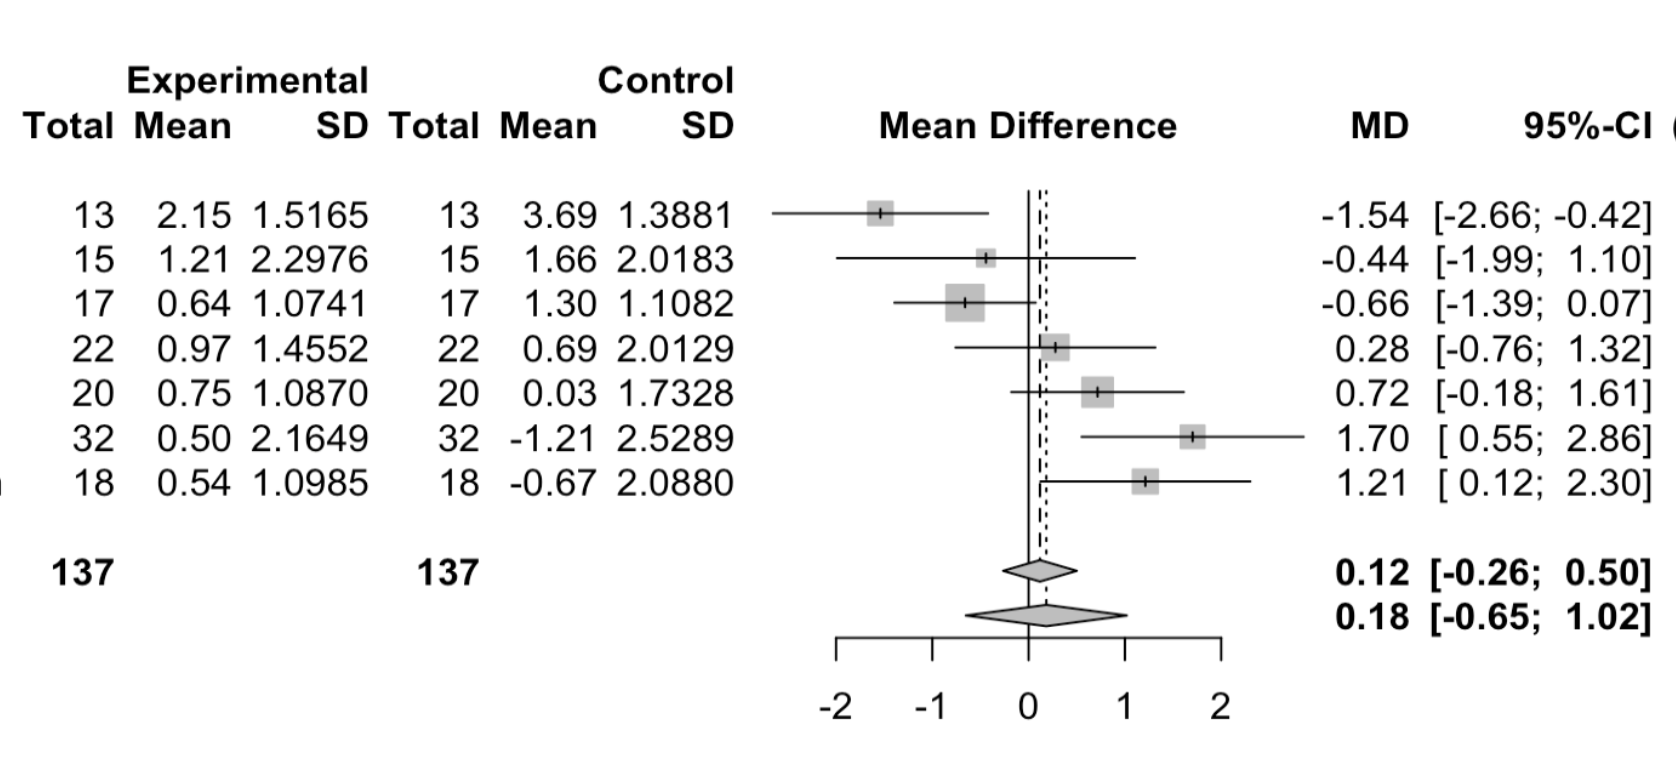 Experimental Control
Total Mean SD Total Mean SD Mean Difference MD 95%-CI (
13 2.15 1.5165 13 3.69 1.3881 -1.54 [-2.66; -0.42]
15 1.21 2.2976 15 1.66 2.0183 -0.44 [-1.99; 1.10]
17 0.64 1.0741 17 1.30 1.1082 -0.66 [-1.39; 0.07]
22 0.97 1.4552 22 0.69 2.0129 0.28 [-0.76; 1.32]
20 0.75 1.0870 20 0.03 1.7328 0.72 [-0.18; 1.61]
32 0.50 2.1649 32 -1.21 2.5289 1.70 [ 0.55; 2.86]
18 0.54 1.0985 18 -0.67 2.0880 1.21 [ 0.12; 2.30]
137 137 0.12 [-0.26; 0.50]
0.18 [-0.65; 1.02]
-2 -1 0 1 2